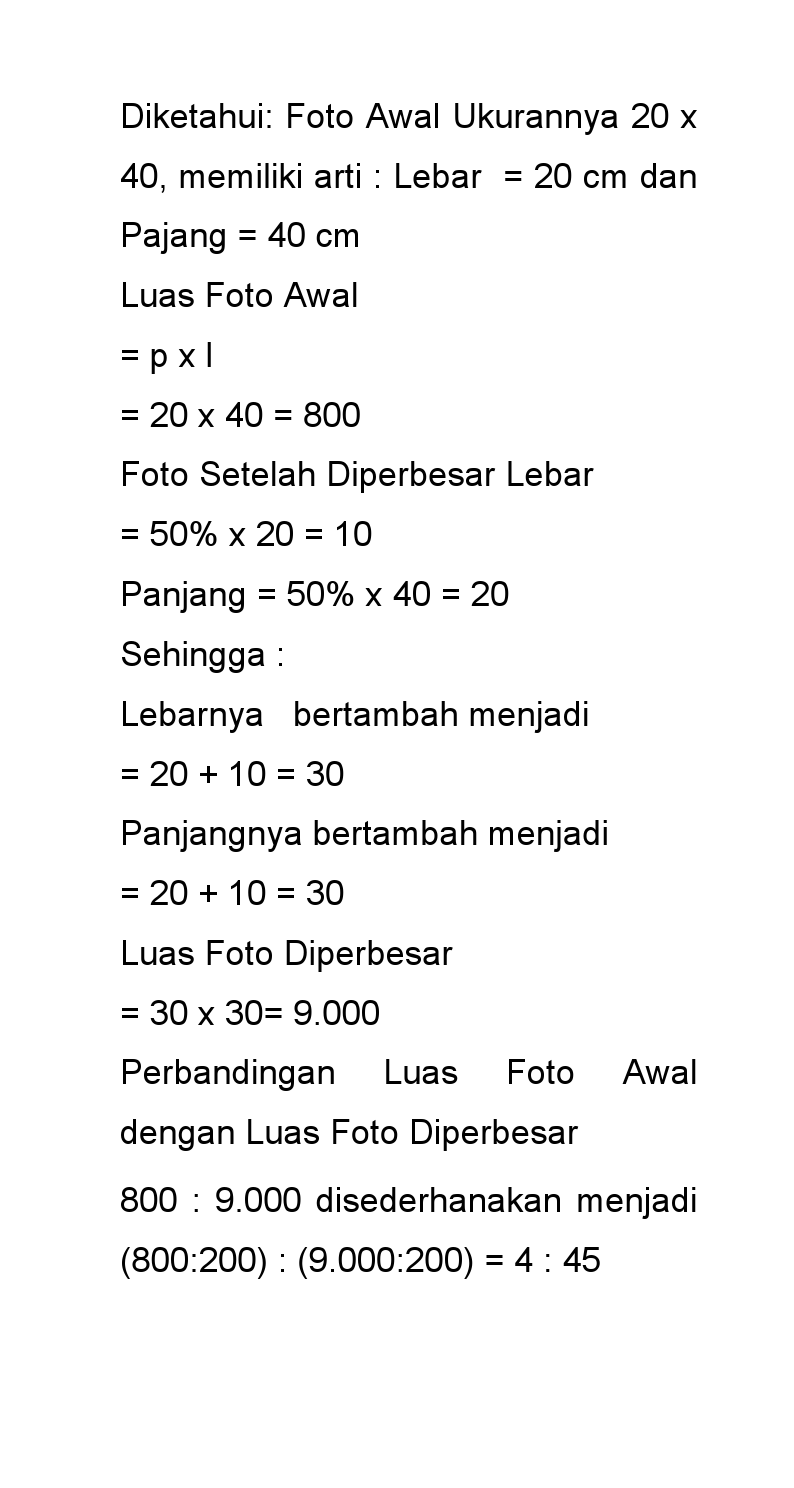 Diketahui: Foto Awal Ukurannya 20 x
40, memiliki arti : Lebar  = 20 cm dan
Pajang = 40 cm
Luas Foto Awal
= p x l
= 20 x 40 = 800
Foto Setelah Diperbesar Lebar
= 50% x 20 = 10
Panjang = 50% x 40 = 20
Sehingga :
Lebarnya   bertambah menjadi
= 20 + 10 = 30
Panjangnya bertambah menjadi
= 20 + 10 = 30
Luas Foto Diperbesar
= 30 x 30= 9.000
Perbandingan Luas Foto Awal
dengan Luas Foto Diperbesar
800 : 9.000 disederhanakan menjadi
(800:200) : (9.000:200) = 4 : 45